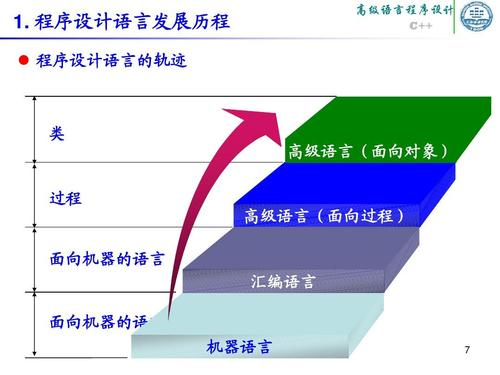 高级语言程序设计
C++
1. 程序设计语言发展历程
程序设计语言的轨迹
类
高级语言（面向对象）
过程
高级语言（面向过程）
面向机器的语言
汇编语言
面向机器的语
机器语言
7